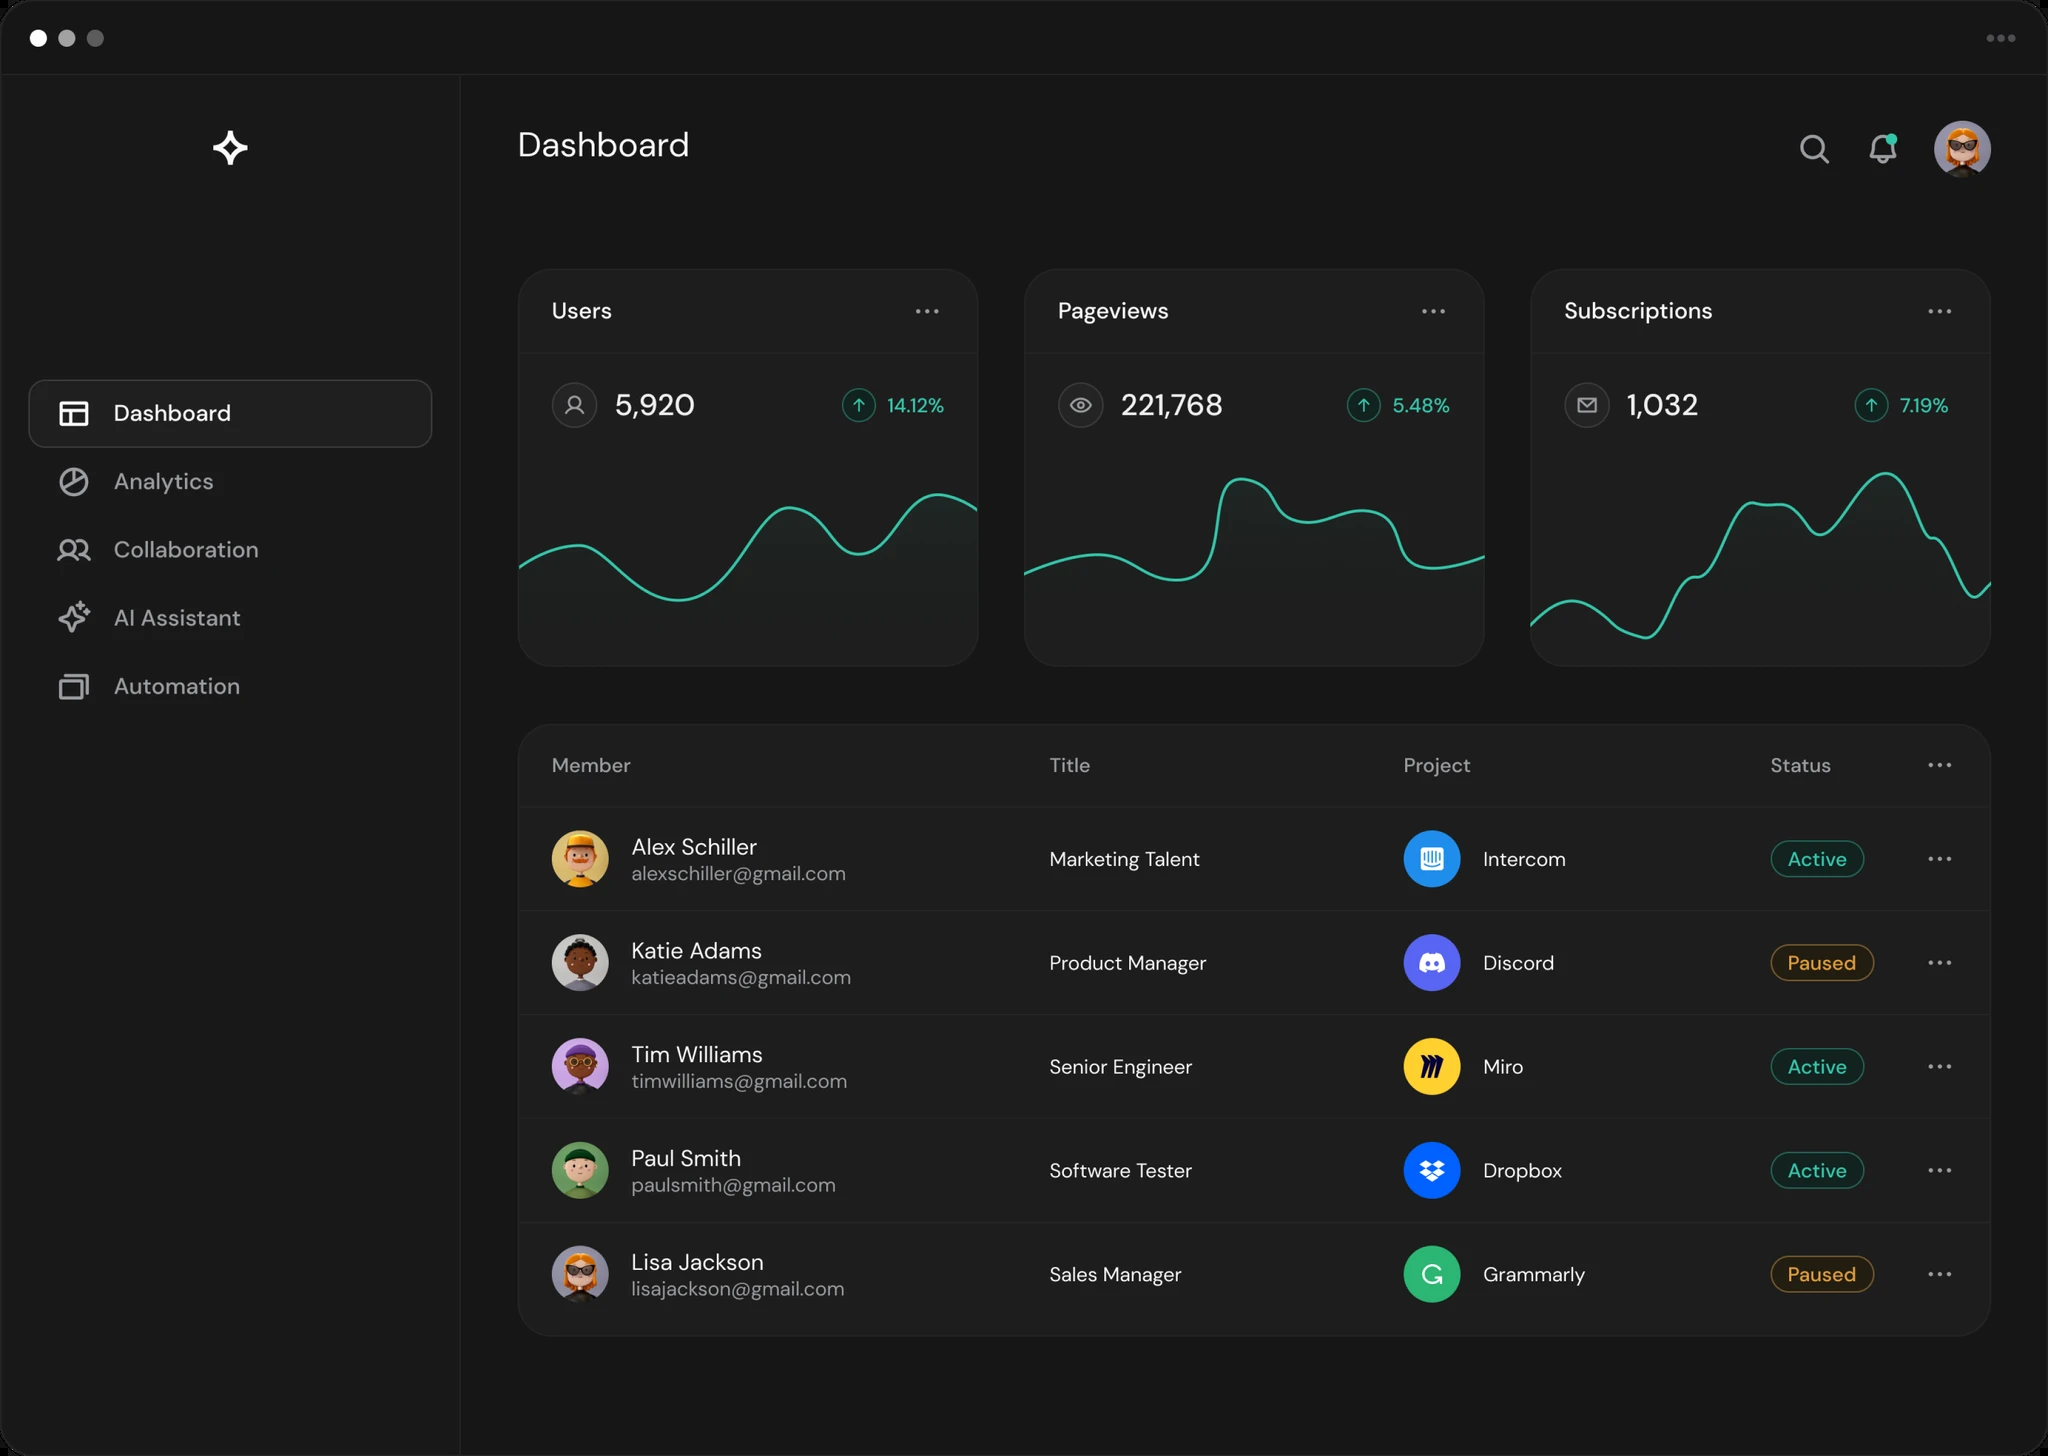 Dashboard
Dashboard
Analytics
Collaboration
AI Assistant
Automation
Users
5,920
14.12%
Pageviews
221,768
5.48%
Subscriptions
1,032
7.19%
Member Title Project Status
Alex Schiller
alexschiller@gmail.com
Marketing Talent
Intercom
Active
Katie Adams
katieadams@gmail.com
Product Manager
Discord
Paused
Tim Williams
timwilliams@gmail.com
Senior Engineer
Miro
Active
Paul Smith
paulsmith@gmail.com
Software Tester
Dropbox
Active
Lisa Jackson
lisajackson@gmail.com
Sales Manager
Grammarly
Paused